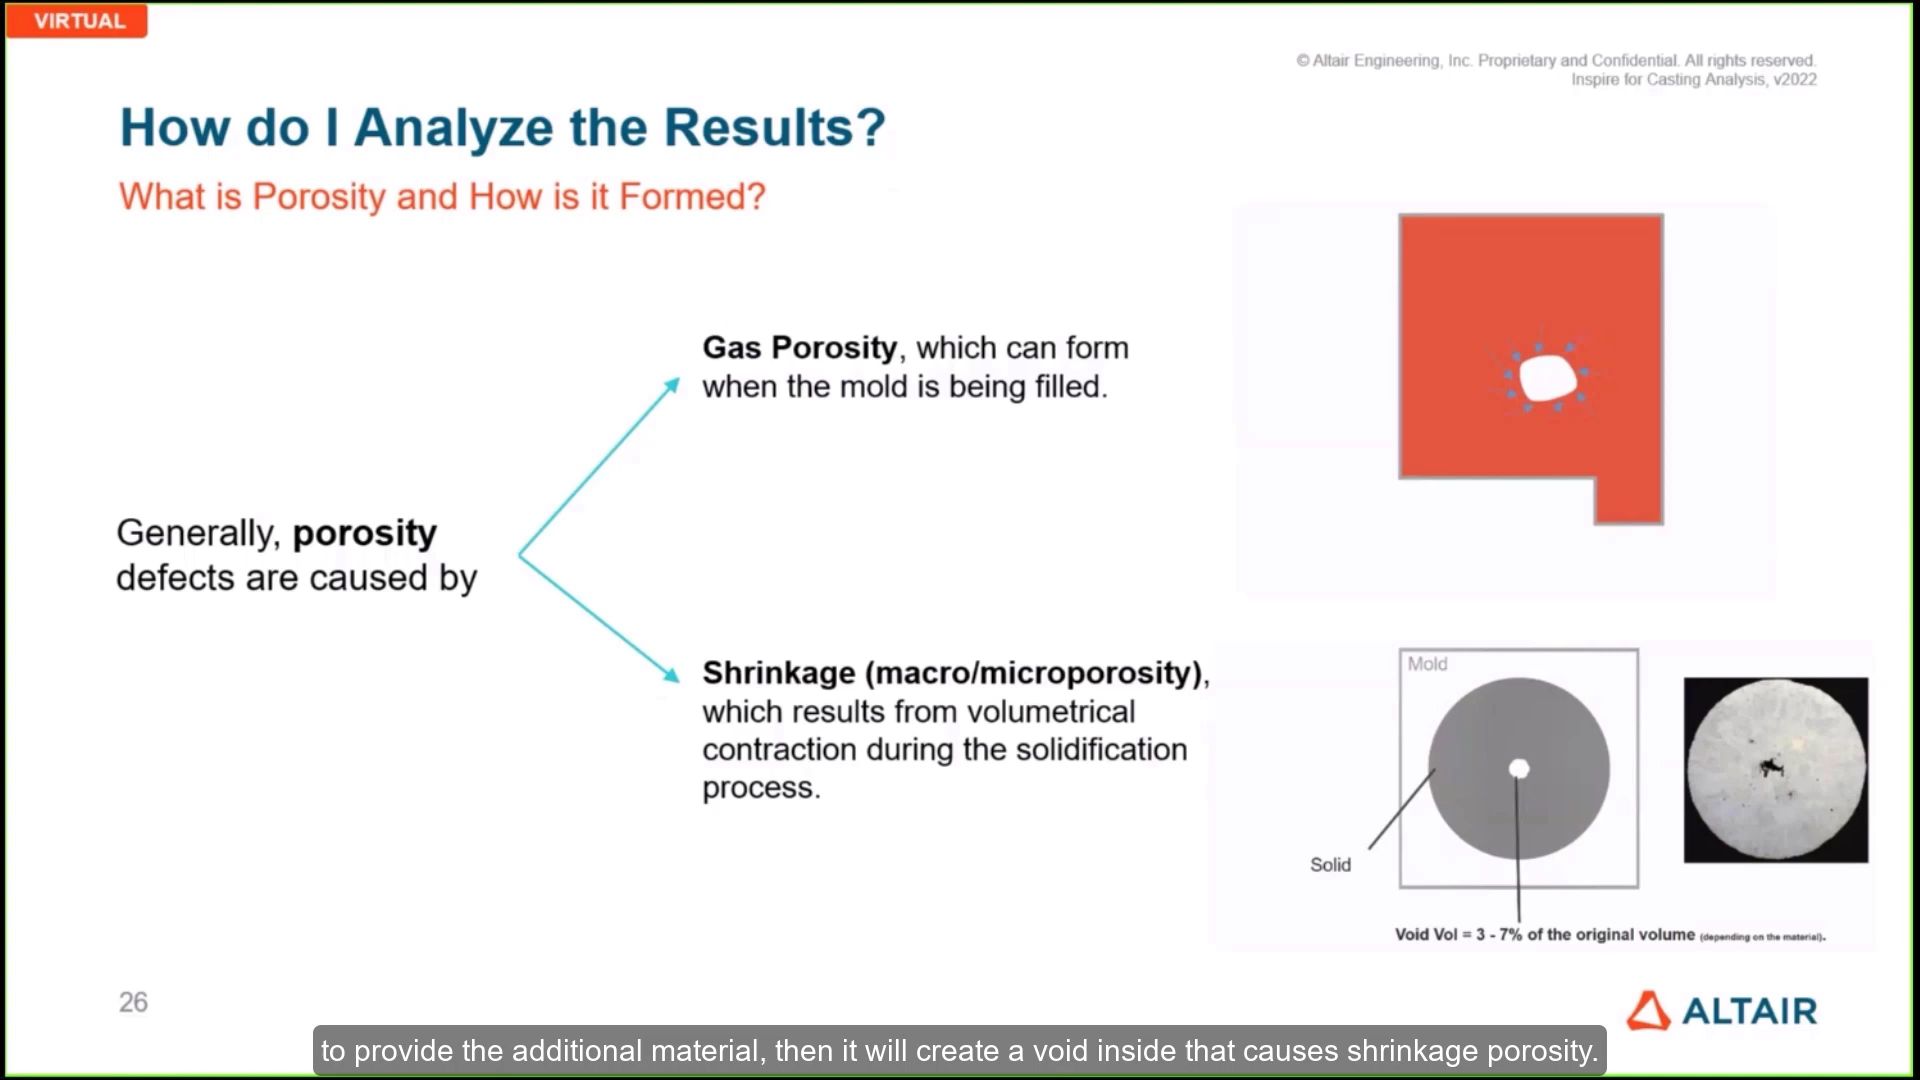 VIRTUAL
© Altair Engineering, Inc. Proprietary and Confidential. All rights reserved.
Inspire for Casting Analysis, v2022
How do I Analyze the Results?
What is Porosity and How is it Formed?
Gas Porosity, which can form
when the mold is being filled.
Generally, porosity
defects are caused by
Shrinkage (macro/microporosity),
which results from volumetrical
contraction during the solidification
process.
Mold
Solid
Void Vol = 3 - 7% of the original volume (depending on the material).
26
ALTAIR
to provide the additional material, then it will create a void inside that causes shrinkage porosity.